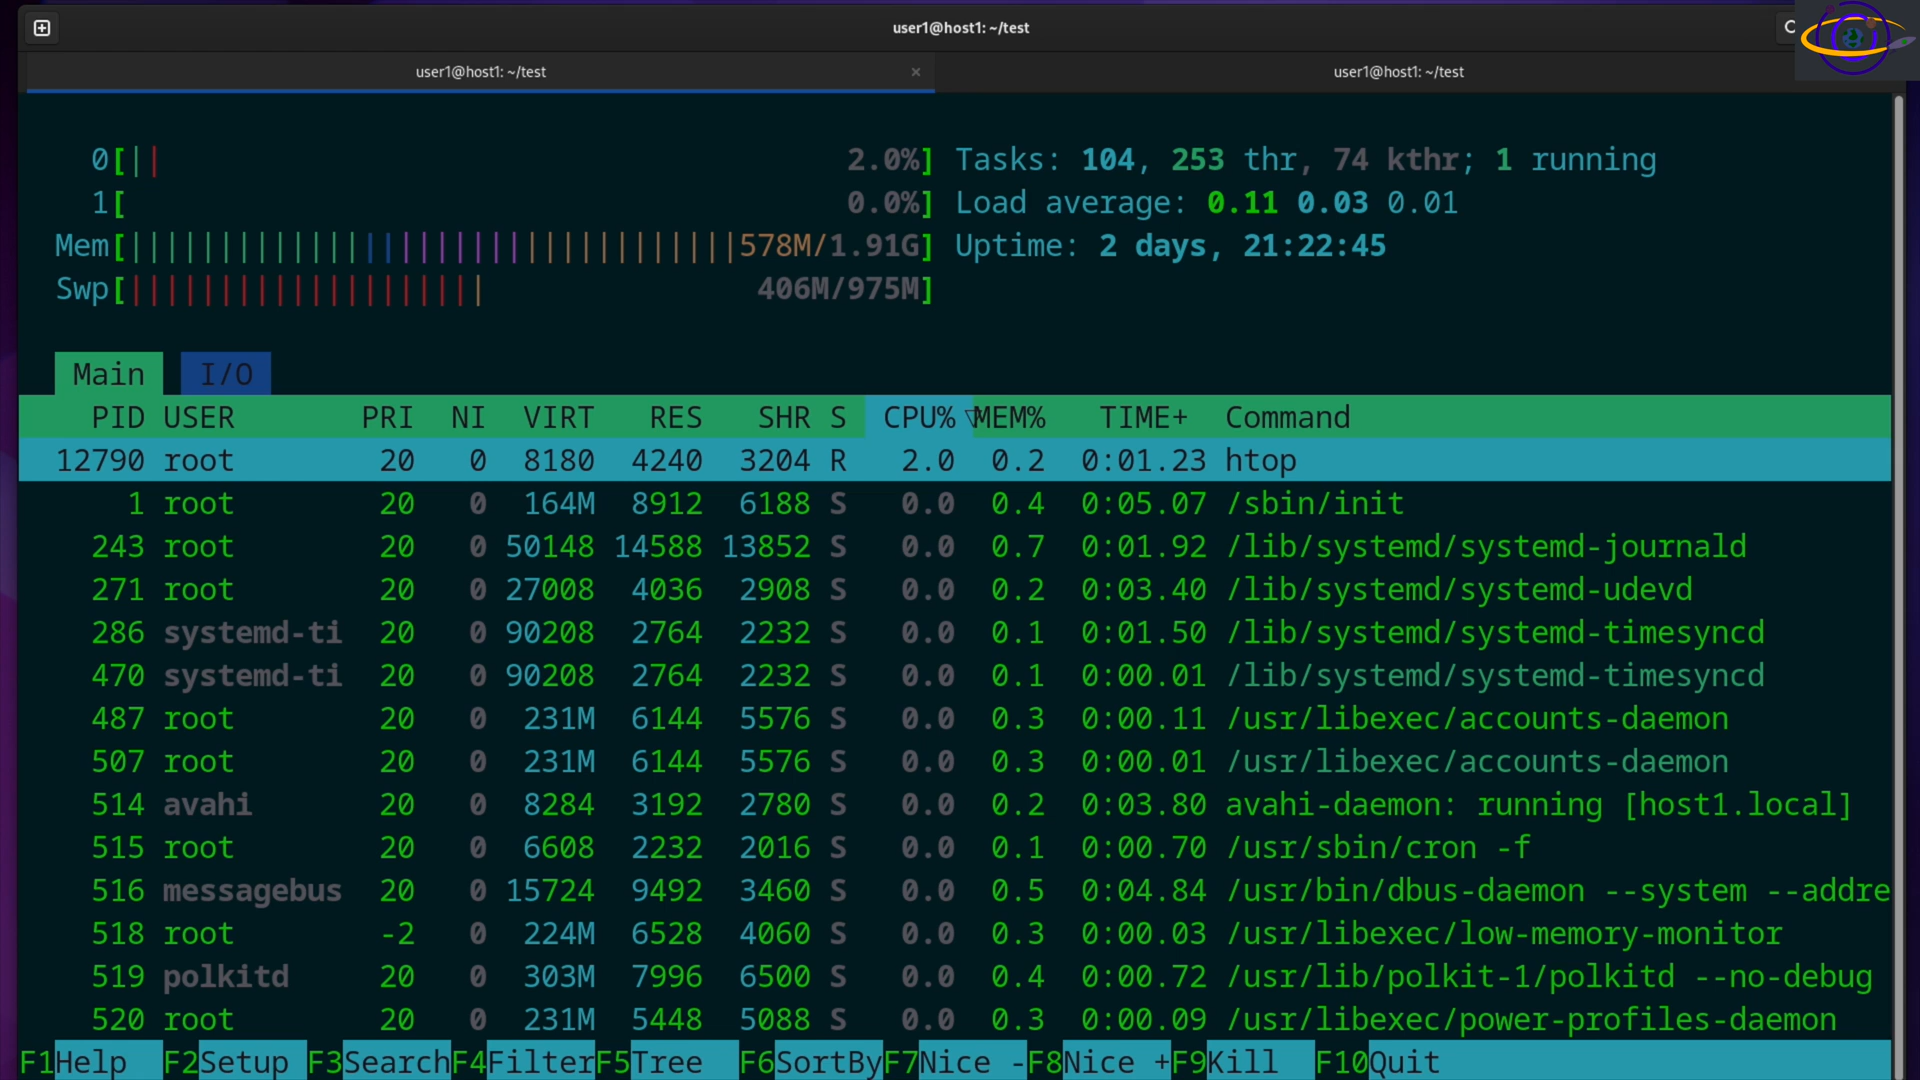 user1@host1: ~/test
user1@host1: ~/test × user1@host1: ~/test
0[|| 2.0%] Tasks: 104, 253 thr, 74 kthr; 1 running
1[ 0.0%] Load average: 0.11 0.03 0.01
Mem[||||||||||||||||||||||||||||||||||578M/1.91G] Uptime: 2 days, 21:22:45
Swp[|||||||||||||||||||| 406M/975M]
Main I/O
PID USER PRI NI VIRT RES SHR S CPU%▽MEM% TIME+ Command
12790 root 20 0 8180 4240 3204 R 2.0 0.2 0:01.23 htop
1 root 20 0 164M 8912 6188 S 0.0 0.4 0:05.07 /sbin/init
243 root 20 0 50148 14588 13852 S 0.0 0.7 0:01.92 /lib/systemd/systemd-journald
271 root 20 0 27008 4036 2908 S 0.0 0.2 0:03.40 /lib/systemd/systemd-udevd
286 systemd-ti 20 0 90208 2764 2232 S 0.0 0.1 0:01.50 /lib/systemd/systemd-timesyncd
470 systemd-ti 20 0 90208 2764 2232 S 0.0 0.1 0:00.01 /lib/systemd/systemd-timesyncd
487 root 20 0 231M 6144 5576 S 0.0 0.3 0:00.11 /usr/libexec/accounts-daemon
507 root 20 0 231M 6144 5576 S 0.0 0.3 0:00.01 /usr/libexec/accounts-daemon
514 avahi 20 0 8284 3192 2780 S 0.0 0.2 0:03.80 avahi-daemon: running [host1.local]
515 root 20 0 6608 2232 2016 S 0.0 0.1 0:00.70 /usr/sbin/cron -f
516 messagebus 20 0 15724 9492 3460 S 0.0 0.5 0:04.84 /usr/bin/dbus-daemon --system --addre
518 root -2 0 224M 6528 4060 S 0.0 0.3 0:00.03 /usr/libexec/low-memory-monitor
519 polkitd 20 0 303M 7996 6500 S 0.0 0.4 0:00.72 /usr/lib/polkit-1/polkitd --no-debug
520 root 20 0 231M 5448 5088 S 0.0 0.3 0:00.09 /usr/libexec/power-profiles-daemon
F1Help F2Setup F3SearchF4FilterF5Tree F6SortByF7Nice -F8Nice +F9Kill F10Quit